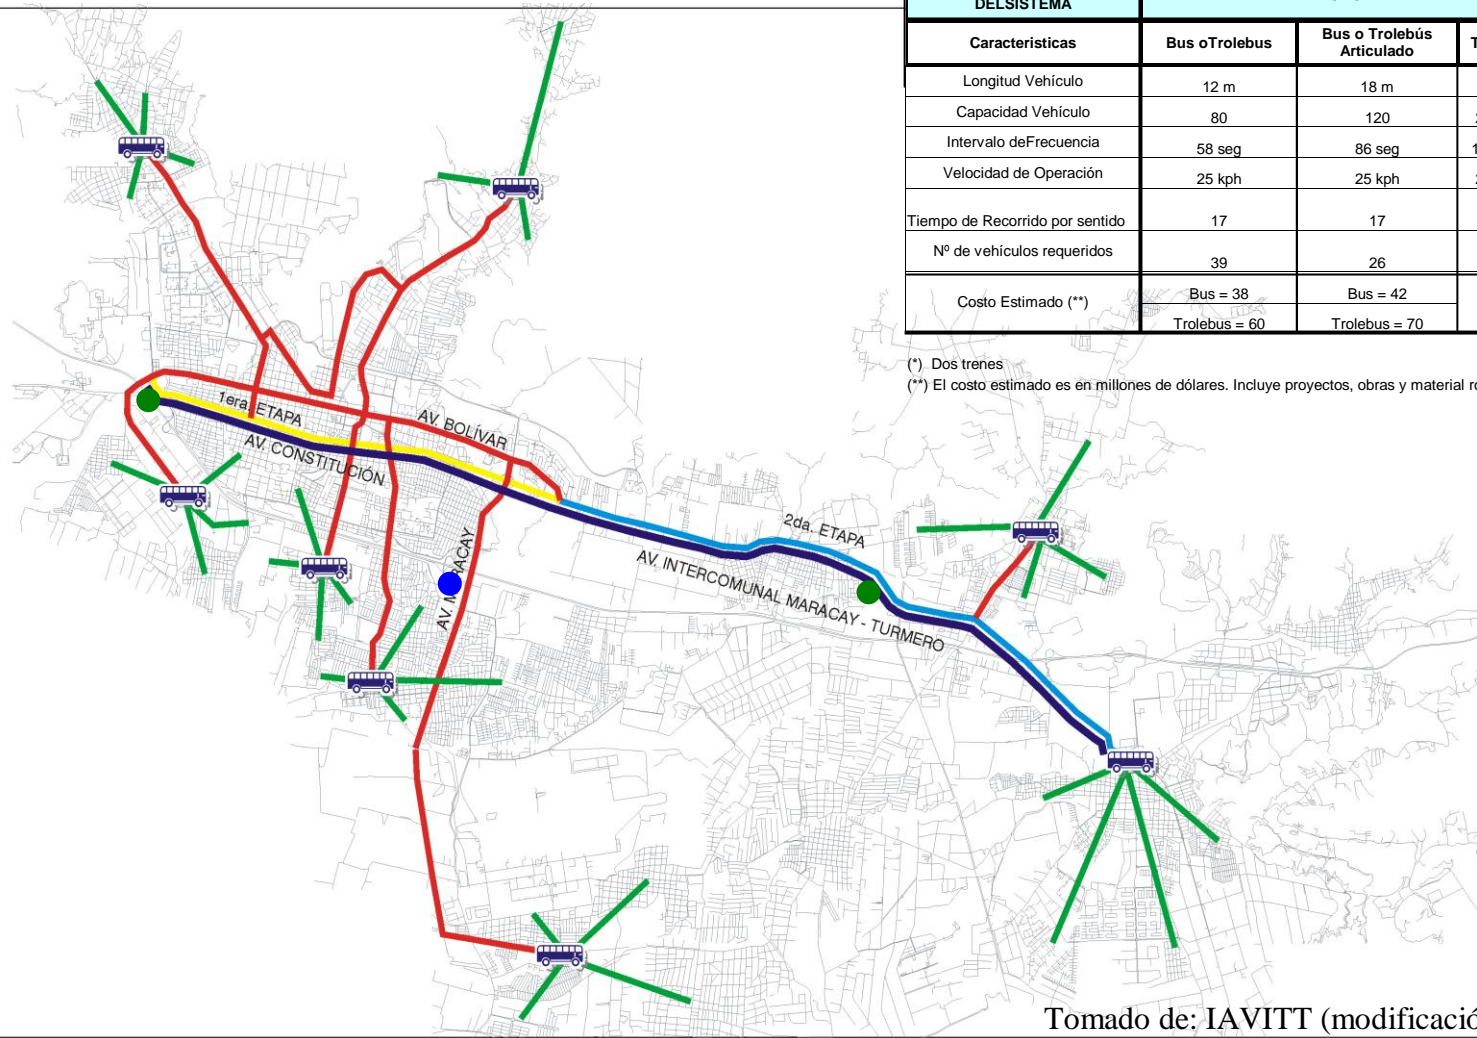 DELSISTEMA
Caracteristicas Bus oTrolebus Bus o Trolebús Articulado
Longitud Vehículo 12 m 18 m
Capacidad Vehículo 80 120
Intervalo deFrecuencia 58 seg 86 seg
Velocidad de Operación 25 kph 25 kph
Tiempo de Recorrido por sentido 17 17
Nº de vehículos requeridos 39 26
Costo Estimado (**) Bus = 38 Bus = 42
Trolebus = 60 Trolebus = 70
(*) Dos trenes
(**) El costo estimado es en millones de dólares. Incluye proyectos, obras y material
1era. ETAPA
AV. BOLÍVAR
AV. CONSTITUCIÓN
2da. ETAPA
AV. INTERCOMUNAL MARACAY - TURMERO
AV. RACAY
Tomado de: IAVITT